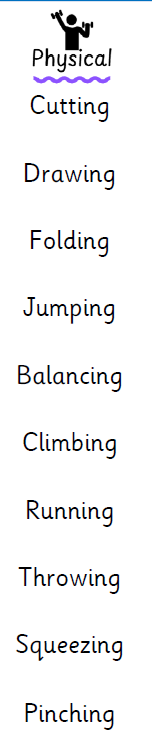 Physical
Cutting
Drawing
Folding
Jumping
Balancing
Climbing
Running
Throwing
Squeezing
Pinching